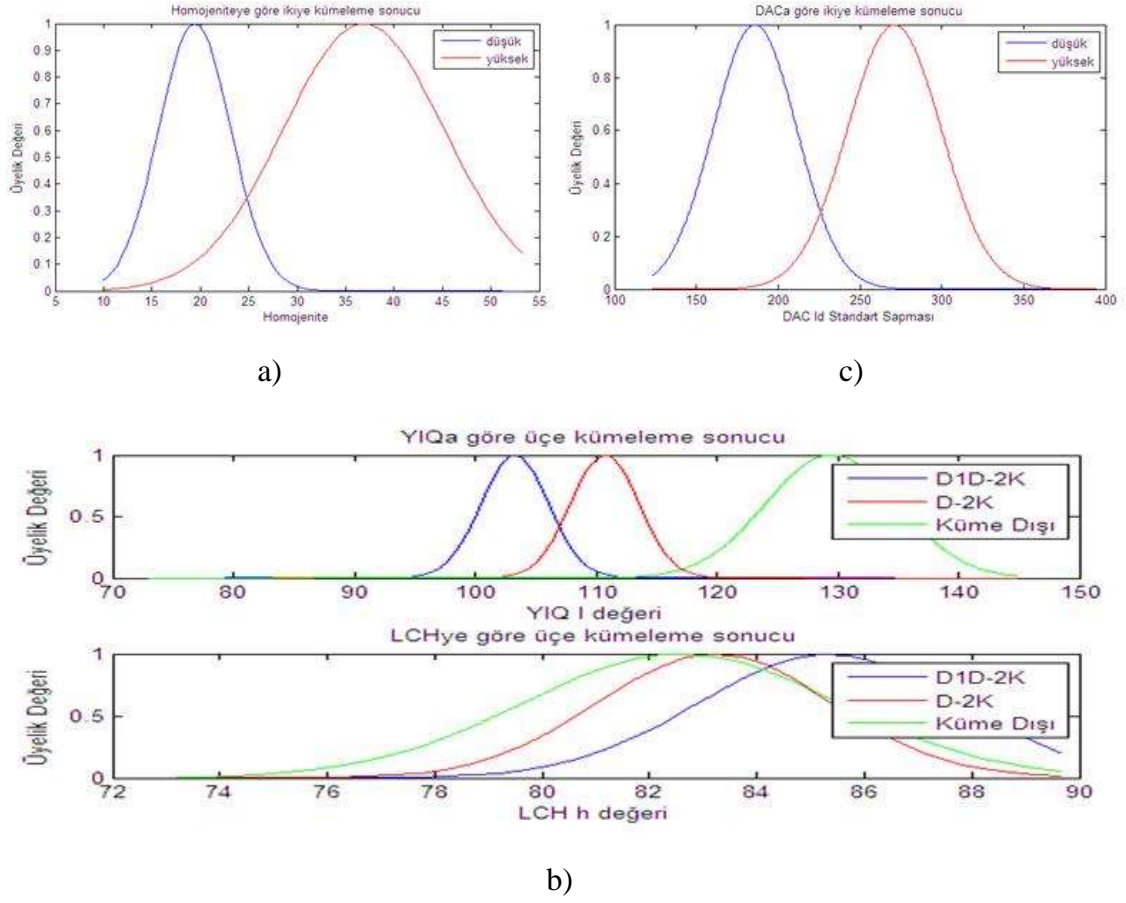 Homojeniteye göre ikiye kümeleme sonucu
1
0.9
0.8
0.7
0.6
0.5
0.4
0.3
0.2
0.1
0
Üyelik Değeri
düşük
yüksek
5 10 15 20 25 30 35 40 45 50 55
Homojenite
a)
DACa göre ikiye kümeleme sonucu
1
0.8
0.6
0.4
0.2
0
Üyelik Değeri
düşük
yüksek
100 150 200 250 300 350 400
DAC Id Standart Sapması
c)
YIQa göre üçe kümeleme sonucu
1
0.5
0
Üyelik Değeri
D1D-2K
D-2K
Küme Dışı
70 80 90 100 110 120 130 140 150
YIQ I değeri
LCHye göre üçe kümeleme sonucu
1
0.5
0
Üyelik Değeri
D1D-2K
D-2K
Küme Dışı
72 74 76 78 80 82 84 86 88 90
LCH h değeri
b)